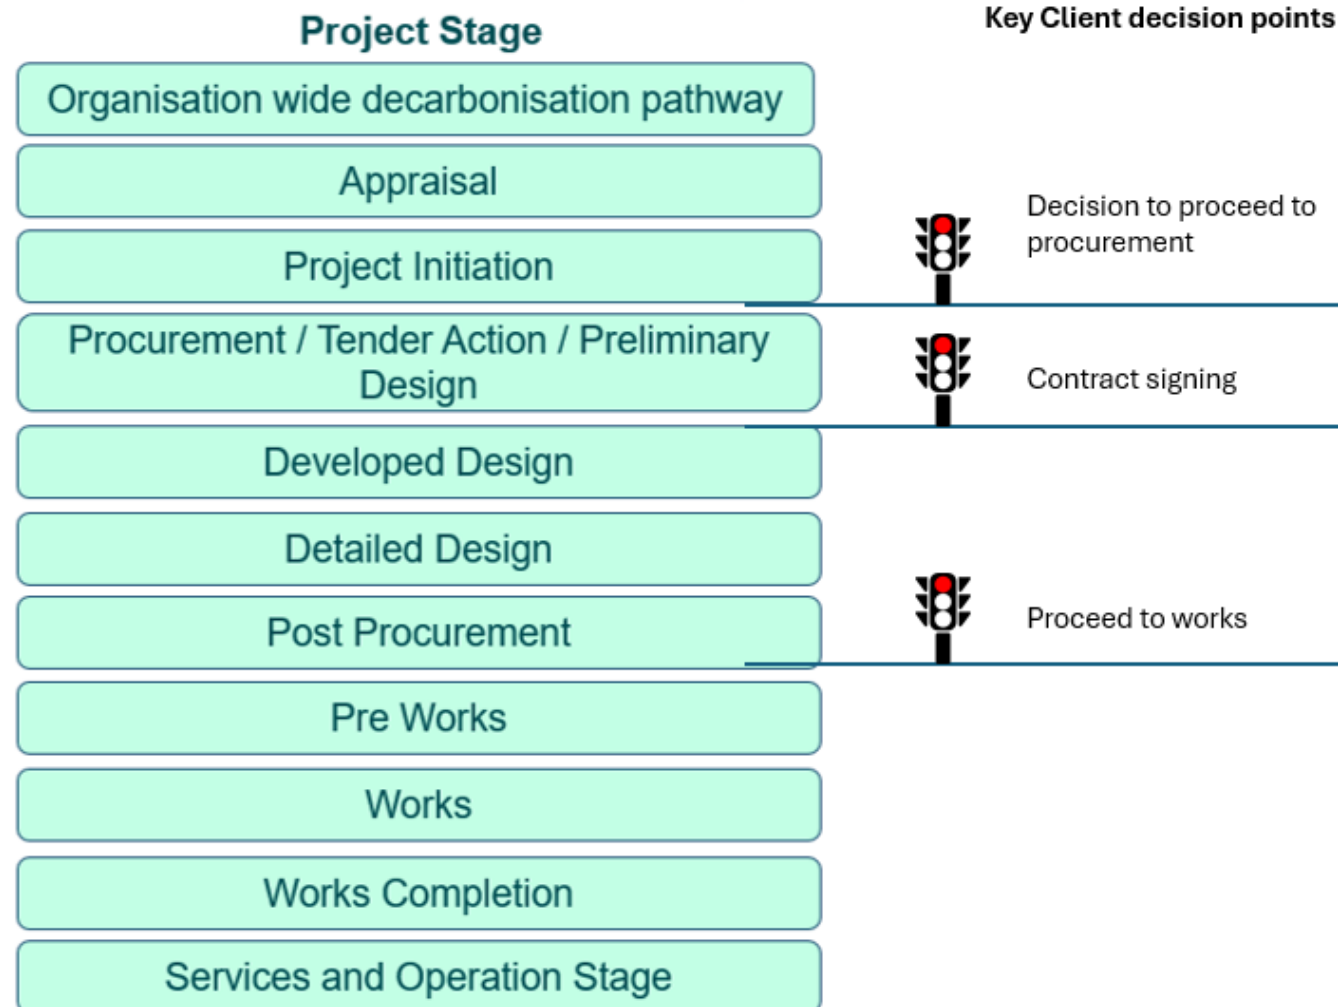 Project Stage
Key Client decision points
Organisation wide decarbonisation pathway
Appraisal
Project Initiation
Decision to proceed to
procurement
Procurement / Tender Action / Preliminary
Design
Contract signing
Developed Design
Detailed Design
Post Procurement
Proceed to works
Pre Works
Works
Works Completion
Services and Operation Stage